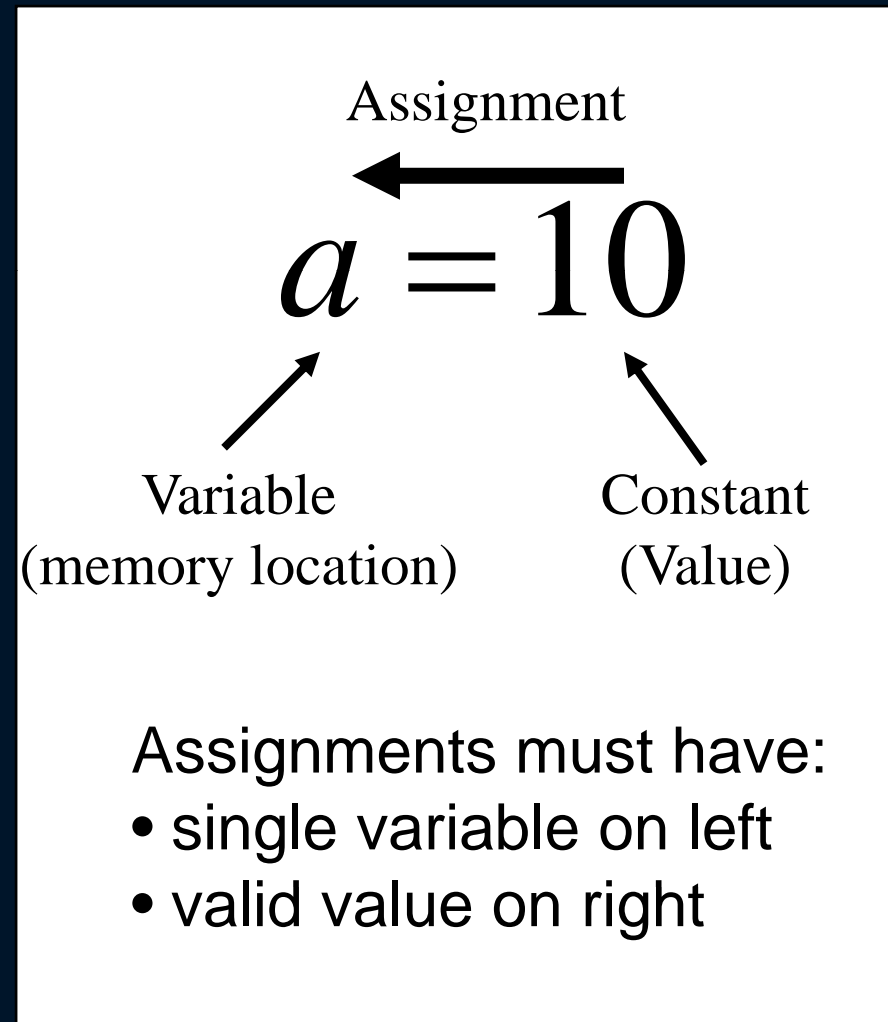 Assignment
a = 10
Variable Constant
(memory location) (Value)
Assignments must have:
• single variable on left
• valid value on right